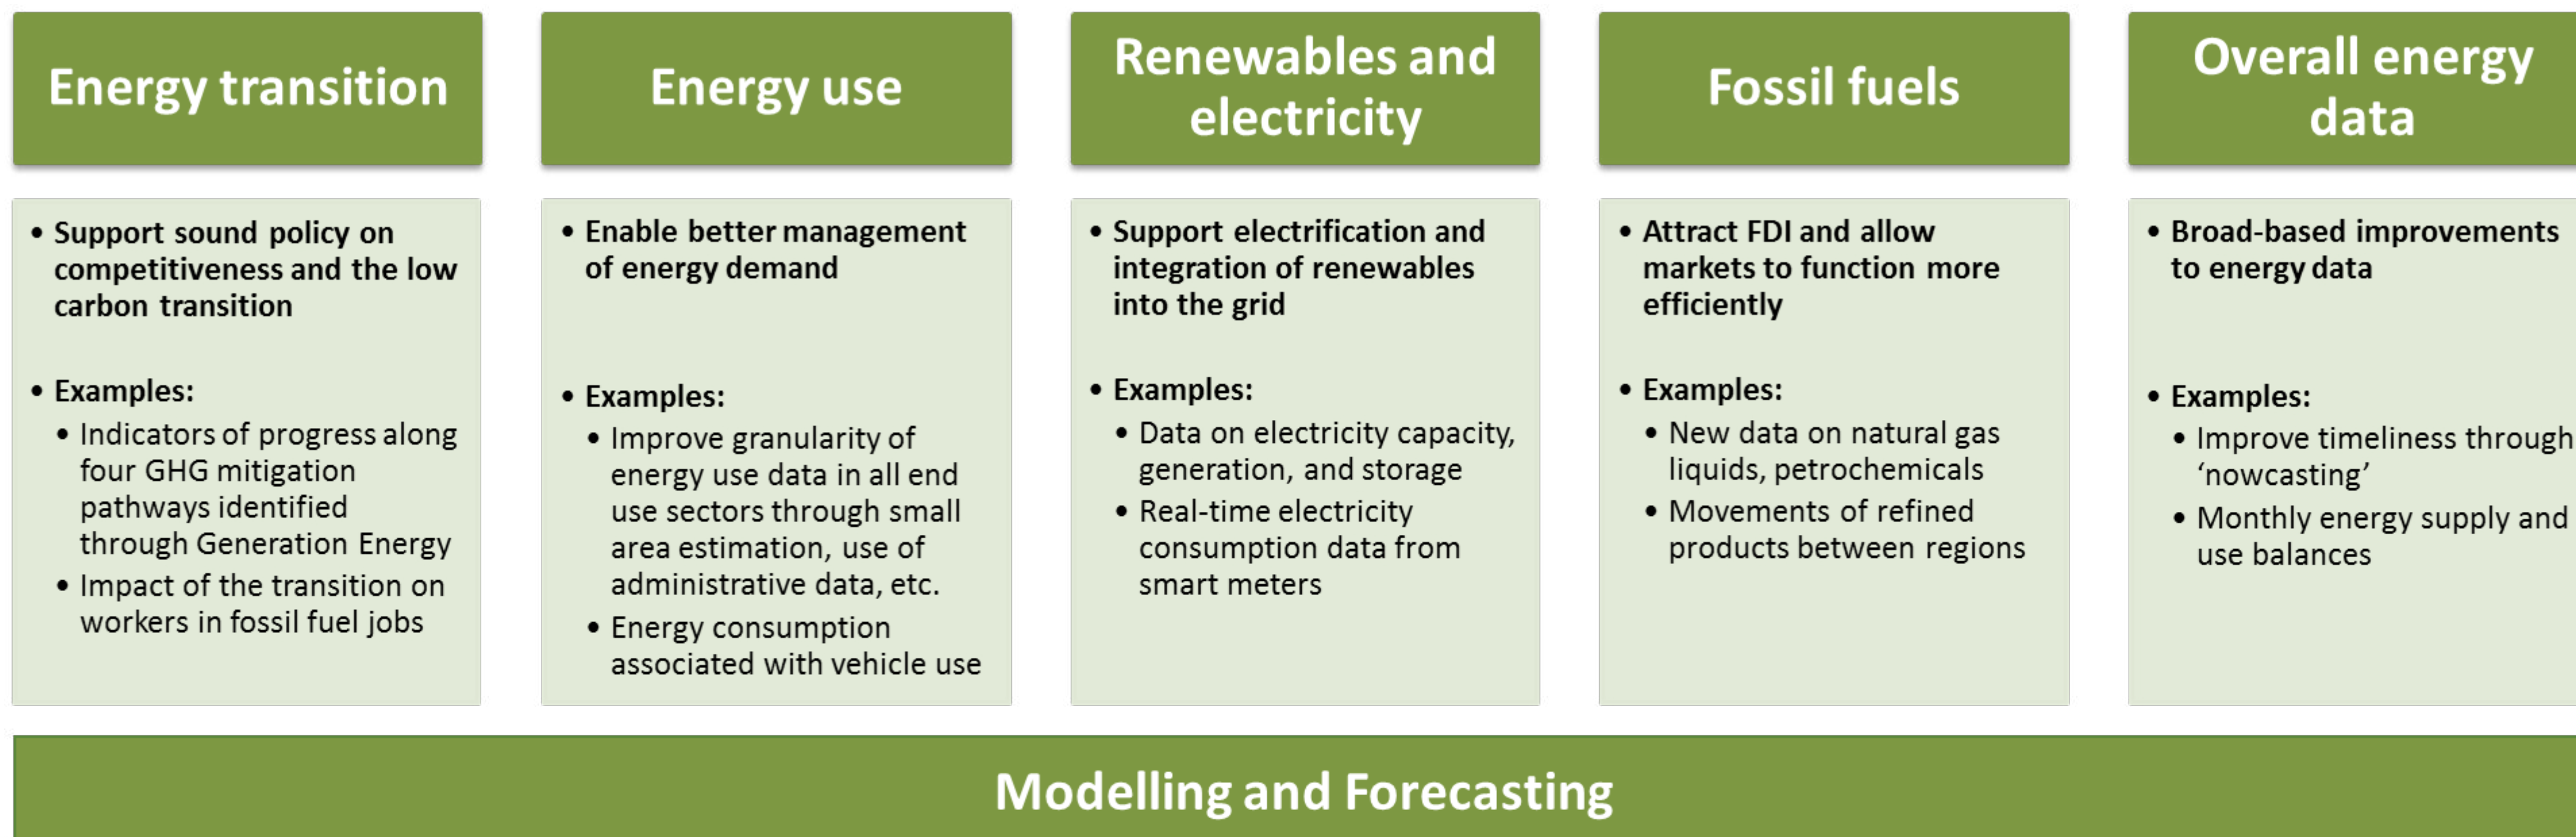 Energy transition
• Support sound policy on
competitiveness and the low
carbon transition
• Examples:
• Indicators of progress along
four GHG mitigation
pathways identified
through Generation Energy
• Impact of the transition on
workers in fossil fuel jobs
Energy use
• Enable better management
of energy demand
• Examples:
• Improve granularity of
energy use data in all end
use sectors through small
area estimation, use of
administrative data, etc.
• Energy consumption
associated with vehicle use
Renewables and
electricity
• Support electrification and
integration of renewables
into the grid
• Examples:
• Data on electricity capacity,
generation, and storage
• Real-time electricity
consumption data from
smart meters
Fossil fuels
• Attract FDI and allow
markets to function more
efficiently
• Examples:
• New data on natural gas
liquids, petrochemicals
• Movements of refined
products between regions
Overall energy
data
• Broad-based improvements
to energy data
• Examples:
• Improve timeliness through
‘nowcasting’
• Monthly energy supply and
use balances
Modelling and Forecasting